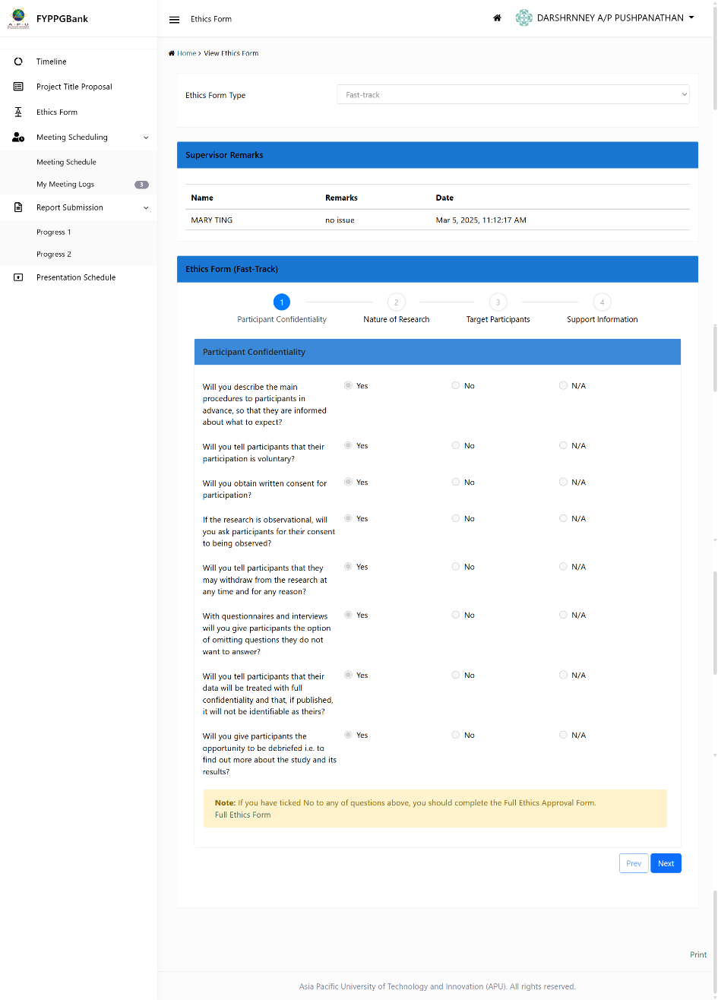 FYPPGBank
Ethics Form
DARSHRNNEY A/P PUSHPANATHAN
A · P · U
Timeline
Project Title Proposal
Ethics Form
Meeting Scheduling
Meeting Schedule
My Meeting Logs 3
Report Submission
Progress 1
Progress 2
Presentation Schedule
Home > View Ethics Form
Ethics Form Type
Fast-track
Supervisor Remarks
Name Remarks Date
MARY TING no issue Mar 5, 2025, 11:12:17 AM
Ethics Form (Fast-Track)
1 2 3 4
Participant Confidentiality Nature of Research Target Participants Support Information
Participant Confidentiality
Will you describe the main Yes No N/A
procedures to participants in
advance, so that they are informed
about what to expect?
Will you tell participants that their Yes No N/A
participation is voluntary?
Will you obtain written consent for Yes No N/A
participation?
If the research is observational, will Yes No N/A
you ask participants for their consent
to being observed?
Will you tell participants that they Yes No N/A
may withdraw from the research at
any time and for any reason?
With questionnaires and interviews Yes No N/A
will you give participants the option
of omitting questions they do not
want to answer?
Will you tell participants that their Yes No N/A
data will be treated with full
confidentiality and that, if published,
it will not be identifiable as theirs?
Will you give participants the Yes No N/A
opportunity to be debriefed i.e. to
find out more about the study and its
results?
Note: If you have ticked No to any of questions above, you should complete the Full Ethics Approval Form.
Full Ethics Form
Prev Next
Print
Asia Pacific University of Technology and Innovation (APU). All rights reserved.